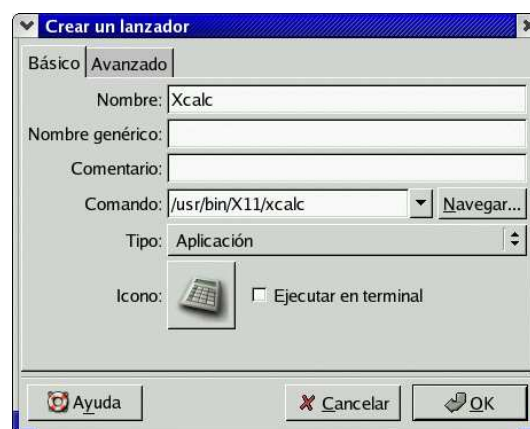 Crear un lanzador
Básico Avanzado
Nombre: Xcalc
Nombre genérico:
Comentario:
Comando: /usr/bin/X11/xcalc Navegar...
Tipo: Aplicación
Icono: Ejecutar en terminal
Ayuda Cancelar OK